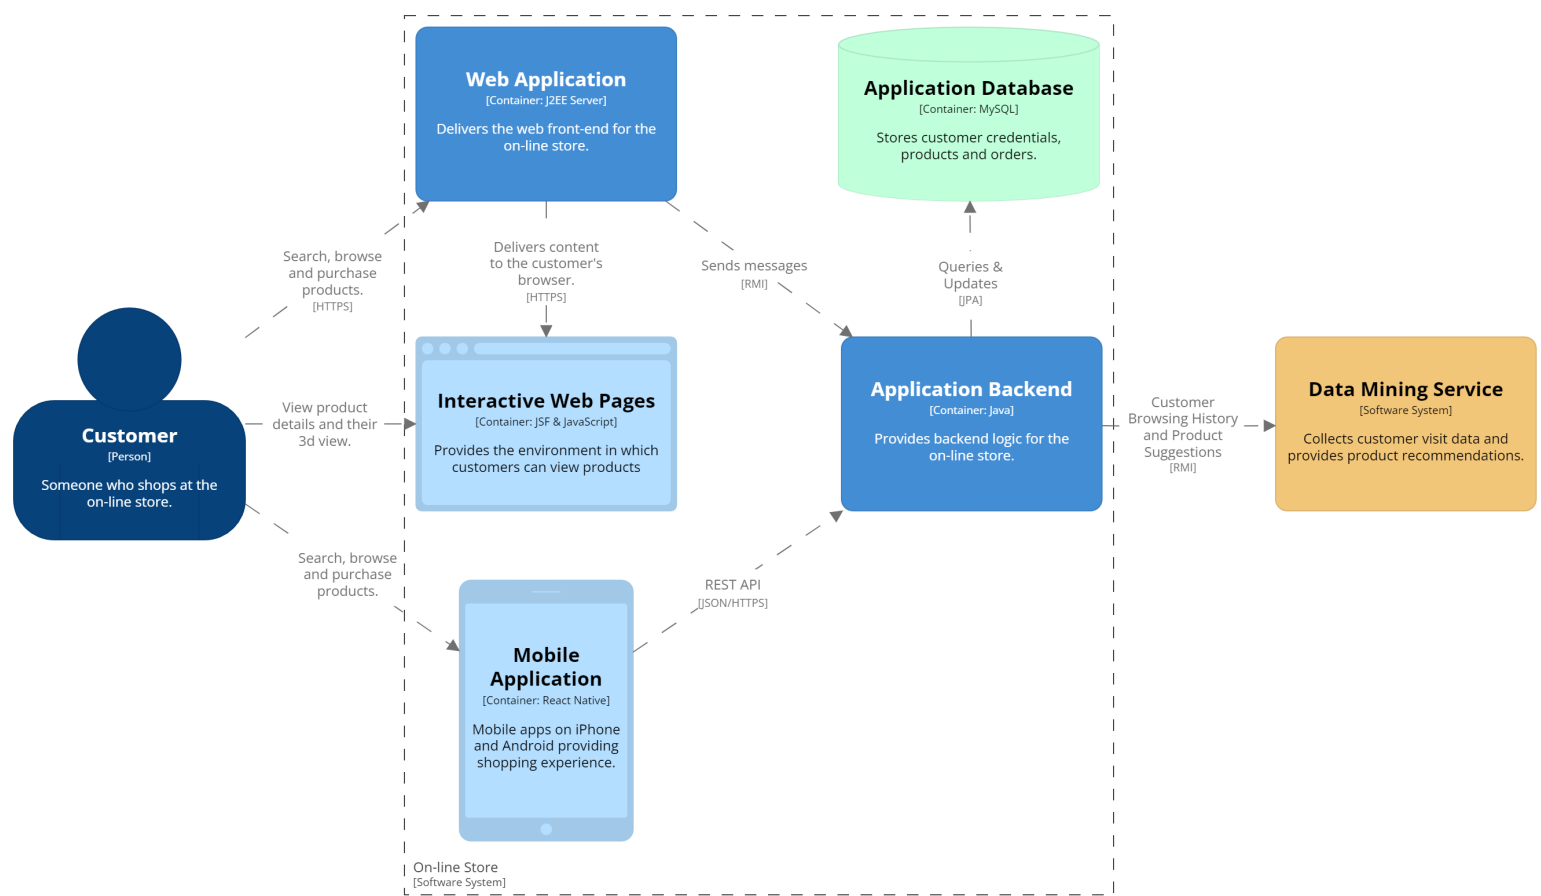 Web Application
[Container: J2EE Server]
Delivers the web front-end for the
on-line store.
Application Database
[Container: MySQL]
Stores customer credentials,
products and orders.
Search, browse
and purchase
products.
[HTTPS]
Delivers content
to the customer's
browser.
[HTTPS]
Sends messages
[RMI]
Queries &
Updates
[JPA]
Customer
[Person]
Someone who shops at the
on-line store.
View product
details and their
3d view.
Interactive Web Pages
[Container: JSF & JavaScript]
Provides the environment in which
customers can view products
Application Backend
[Container: Java]
Provides backend logic for the
on-line store.
Customer
Browsing History
and Product
Suggestions
[RMI]
Data Mining Service
[Software System]
Collects customer visit data and
provides product recommendations.
Search, browse
and purchase
products.
REST API
[JSON/HTTPS]
Mobile
Application
[Container: React Native]
Mobile apps on iPhone
and Android providing
shopping experience.
On-line Store
[Software System]